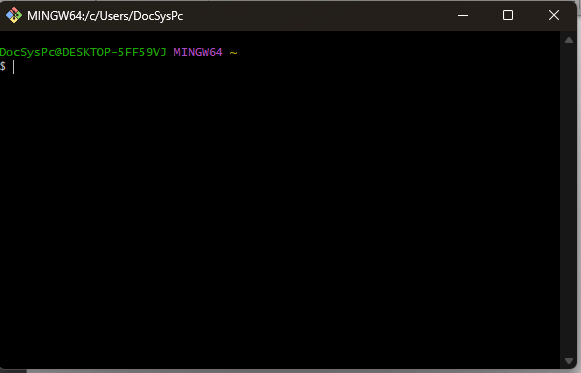 MINGW64:/c/Users/DocSysPc
DocSysPc@DESKTOP-5FF59VJ MINGW64 ~
$